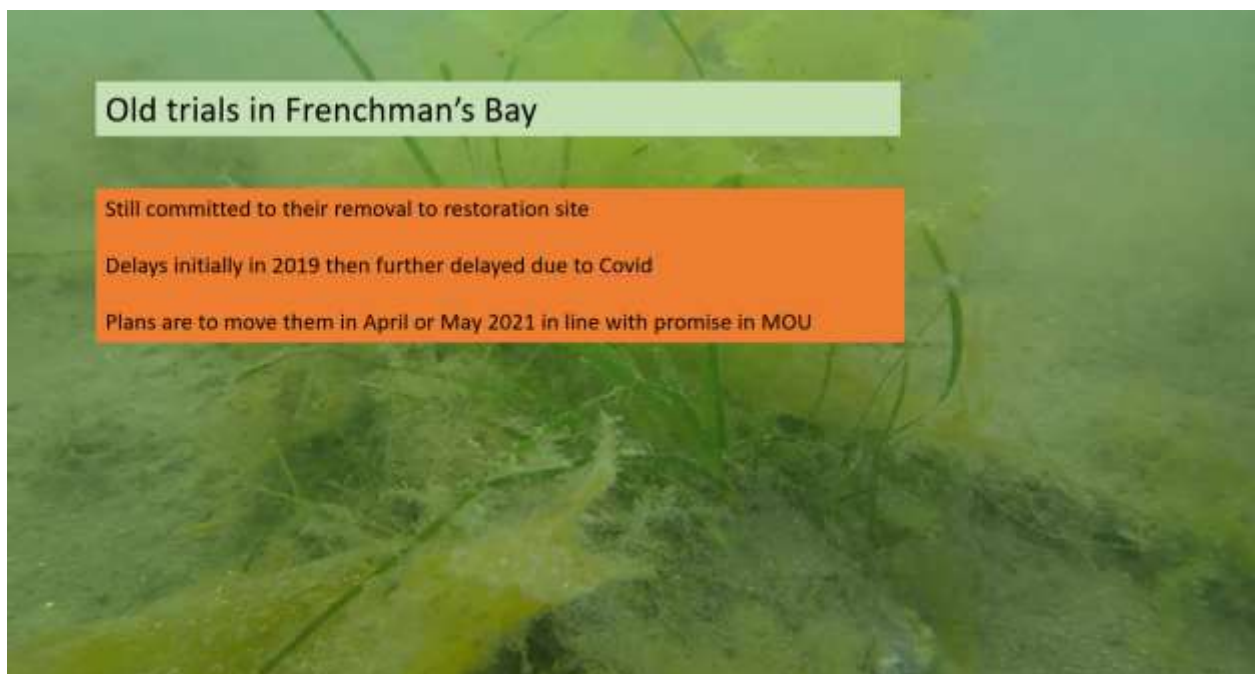 Old trials in Frenchman's Bay
Still committed to their removal to restoration site
Delays initially in 2019 then further delayed due to Covid
Plans are to move them in April or May 2021 in line with promise in MOU